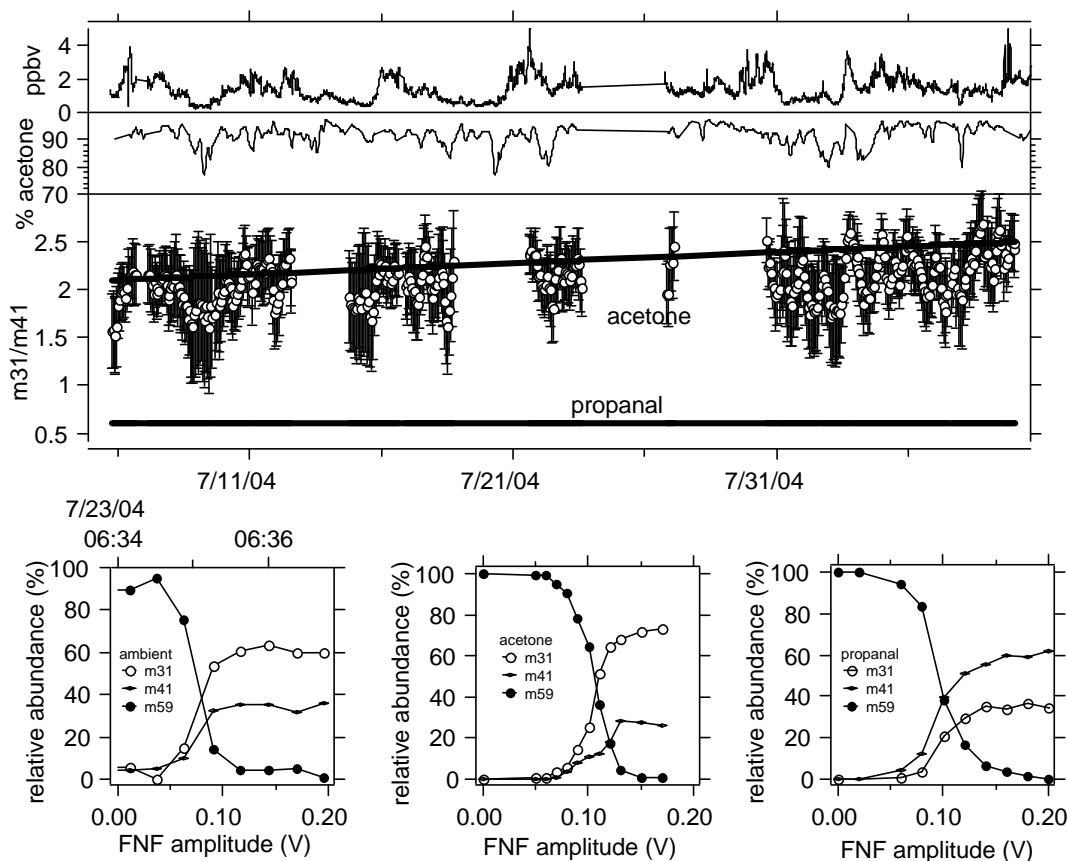 ppbv
4
2
0
% acetone
90
80
70
m31/m41
2.5
2
1.5
1
0.5
acetone
propanal
7/11/04 7/21/04 7/31/04
7/23/04
06:34 06:36
relative abundance (%)
100
80
60
40
20
0
ambient
m31
m41
m59
0.00 0.10 0.20
FNF amplitude (V)
relative abundance (%)
100
80
60
40
20
0
acetone
m31
m41
m59
0.00 0.10 0.20
FNF amplitude (V)
relative abundance (%)
100
80
60
40
20
0
propanal
m31
m41
m59
0.00 0.10 0.20
FNF amplitude (V)